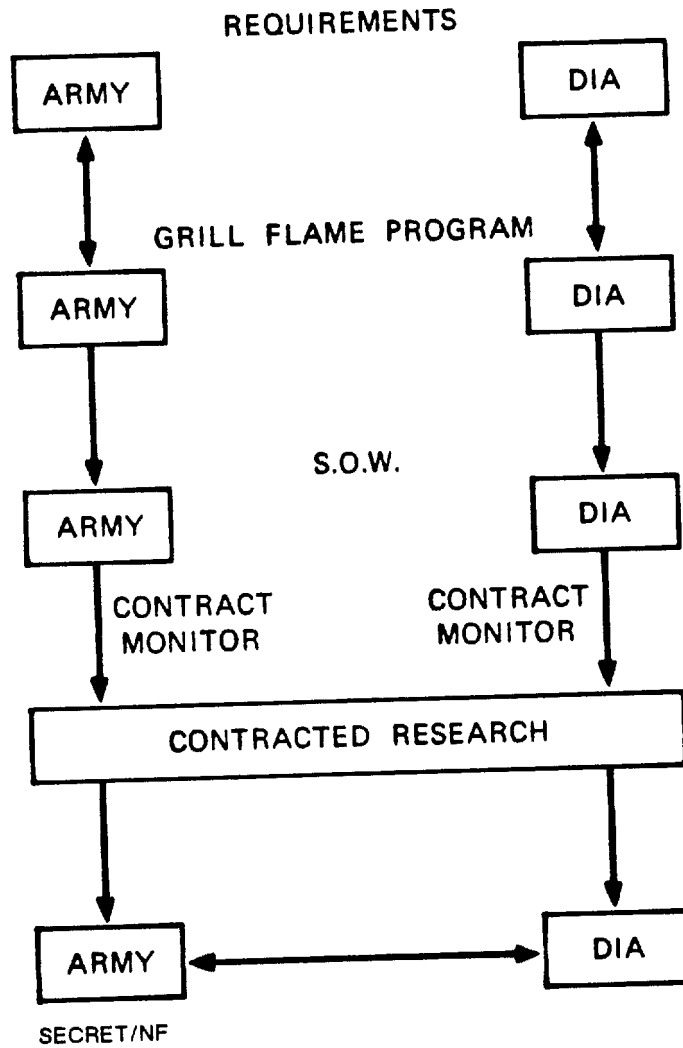 REQUIREMENTS
ARMY
DIA
GRILL FLAME PROGRAM
ARMY
DIA
S.O.W.
ARMY
DIA
CONTRACT
MONITOR
CONTRACT
MONITOR
CONTRACTED RESEARCH
ARMY
DIA
SECRET/NF